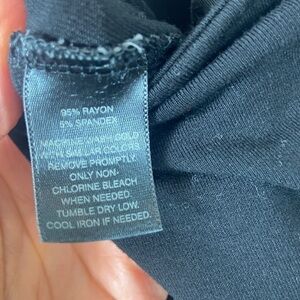 95% RAYON
5% SPANDEX
MACHINE WASH COLD
WITH SIMILAR COLORS
REMOVE PROMPTLY.
ONLY NON-
CHLORINE BLEACH
WHEN NEEDED.
TUMBLE DRY LOW.
COOL IRON IF NEEDED.